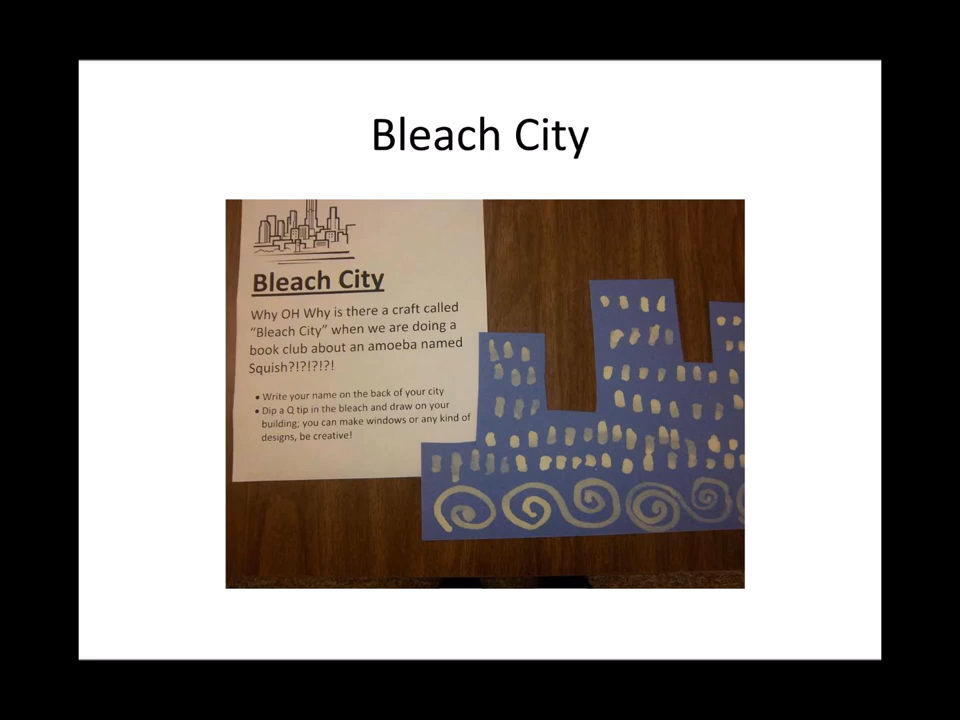 Bleach City
Bleach City
Why OH Why is there a craft called
"Bleach City" when we are doing a
book club about an amoeba named
Squish?!?!?!?!
• Write your name on the back of your city
• Dip a Q tip in the bleach and draw on your
building; you can make windows or any kind of
designs, be creative!